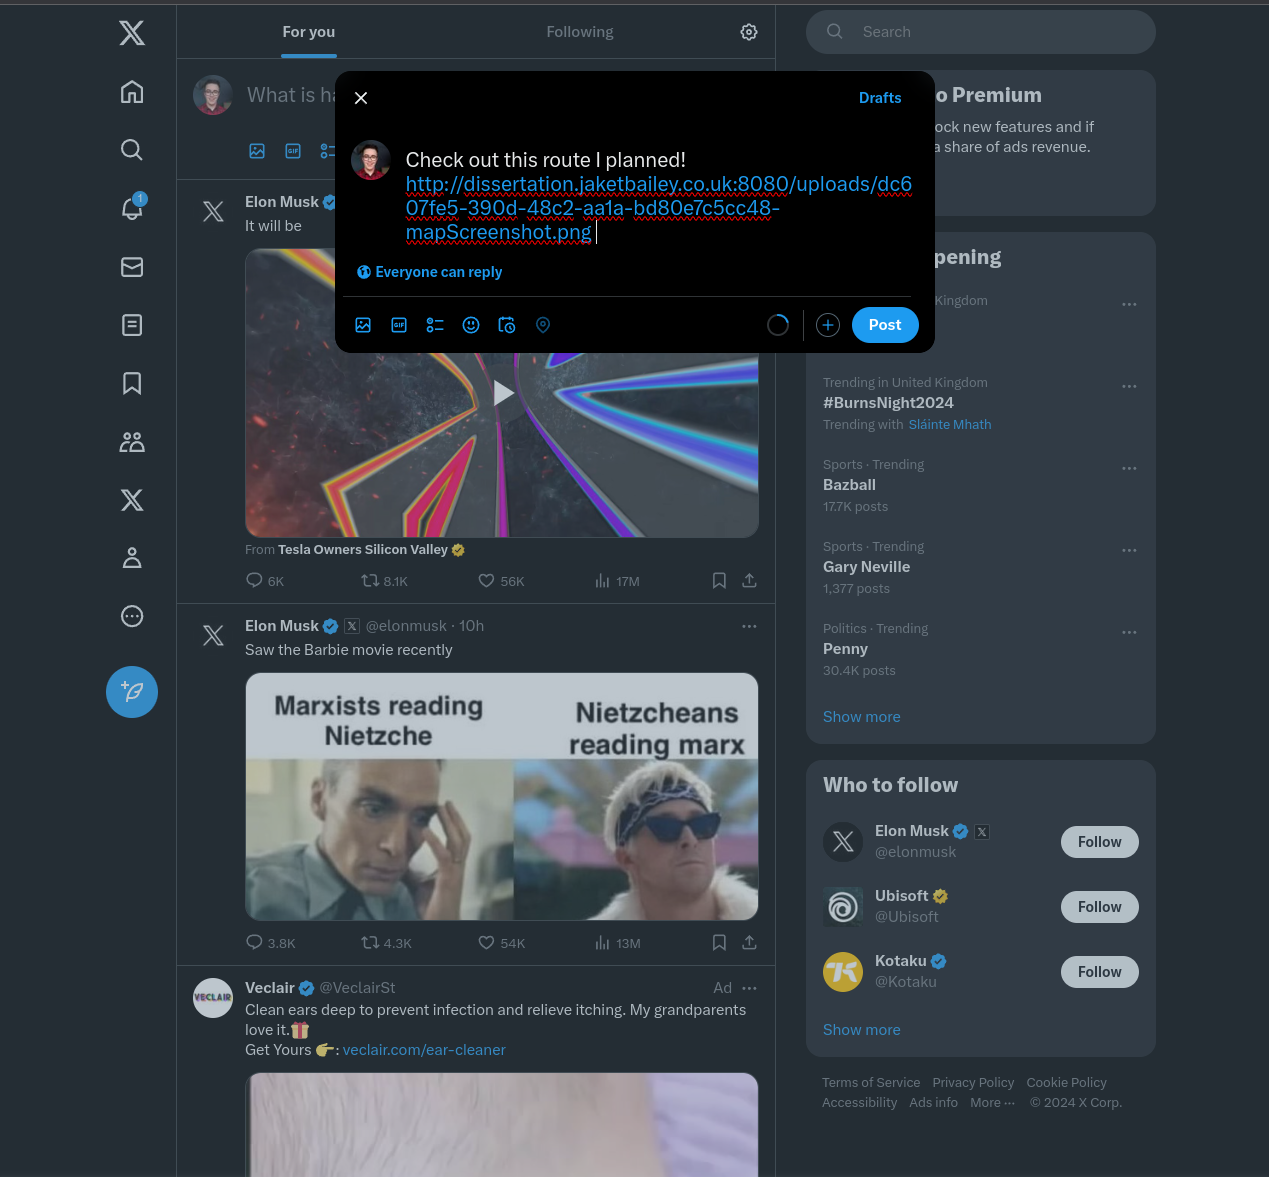 For you
Following
Search
What is ha
Drafts
Check out this route I planned!
http://dissertation.jaketbailey.co.uk:8080/uploads/dc6
07fe5-390d-48c2-aa1a-bd80e7c5cc48-
mapScreenshot.png
Everyone can reply
GIF
Post
1
GIF
Elon Musk
It will be
From Tesla Owners Silicon Valley
6K 8.1K 56K 17M
Elon Musk @elonmusk · 10h
Saw the Barbie movie recently
Marxists reading
Nietzche
Nietzcheans
reading marx
3.8K 4.3K 54K 13M
VECLAIR
Veclair @VeclairSt Ad
Clean ears deep to prevent infection and relieve itching. My grandparents
love it.🎁
Get Yours 👉: veclair.com/ear-cleaner
o Premium
ock new features and if
a share of ads revenue.
pening
Kingdom
Trending in United Kingdom
#BurnsNight2024
Trending with Sláinte Mhath
Sports · Trending
Bazball
17.7K posts
Sports · Trending
Gary Neville
1,377 posts
Politics · Trending
Penny
30.4K posts
Show more
Who to follow
Elon Musk
@elonmusk
Follow
Ubisoft
@Ubisoft
Follow
Kotaku
@Kotaku
Follow
Show more
Terms of Service Privacy Policy Cookie Policy
Accessibility Ads info More ··· © 2024 X Corp.